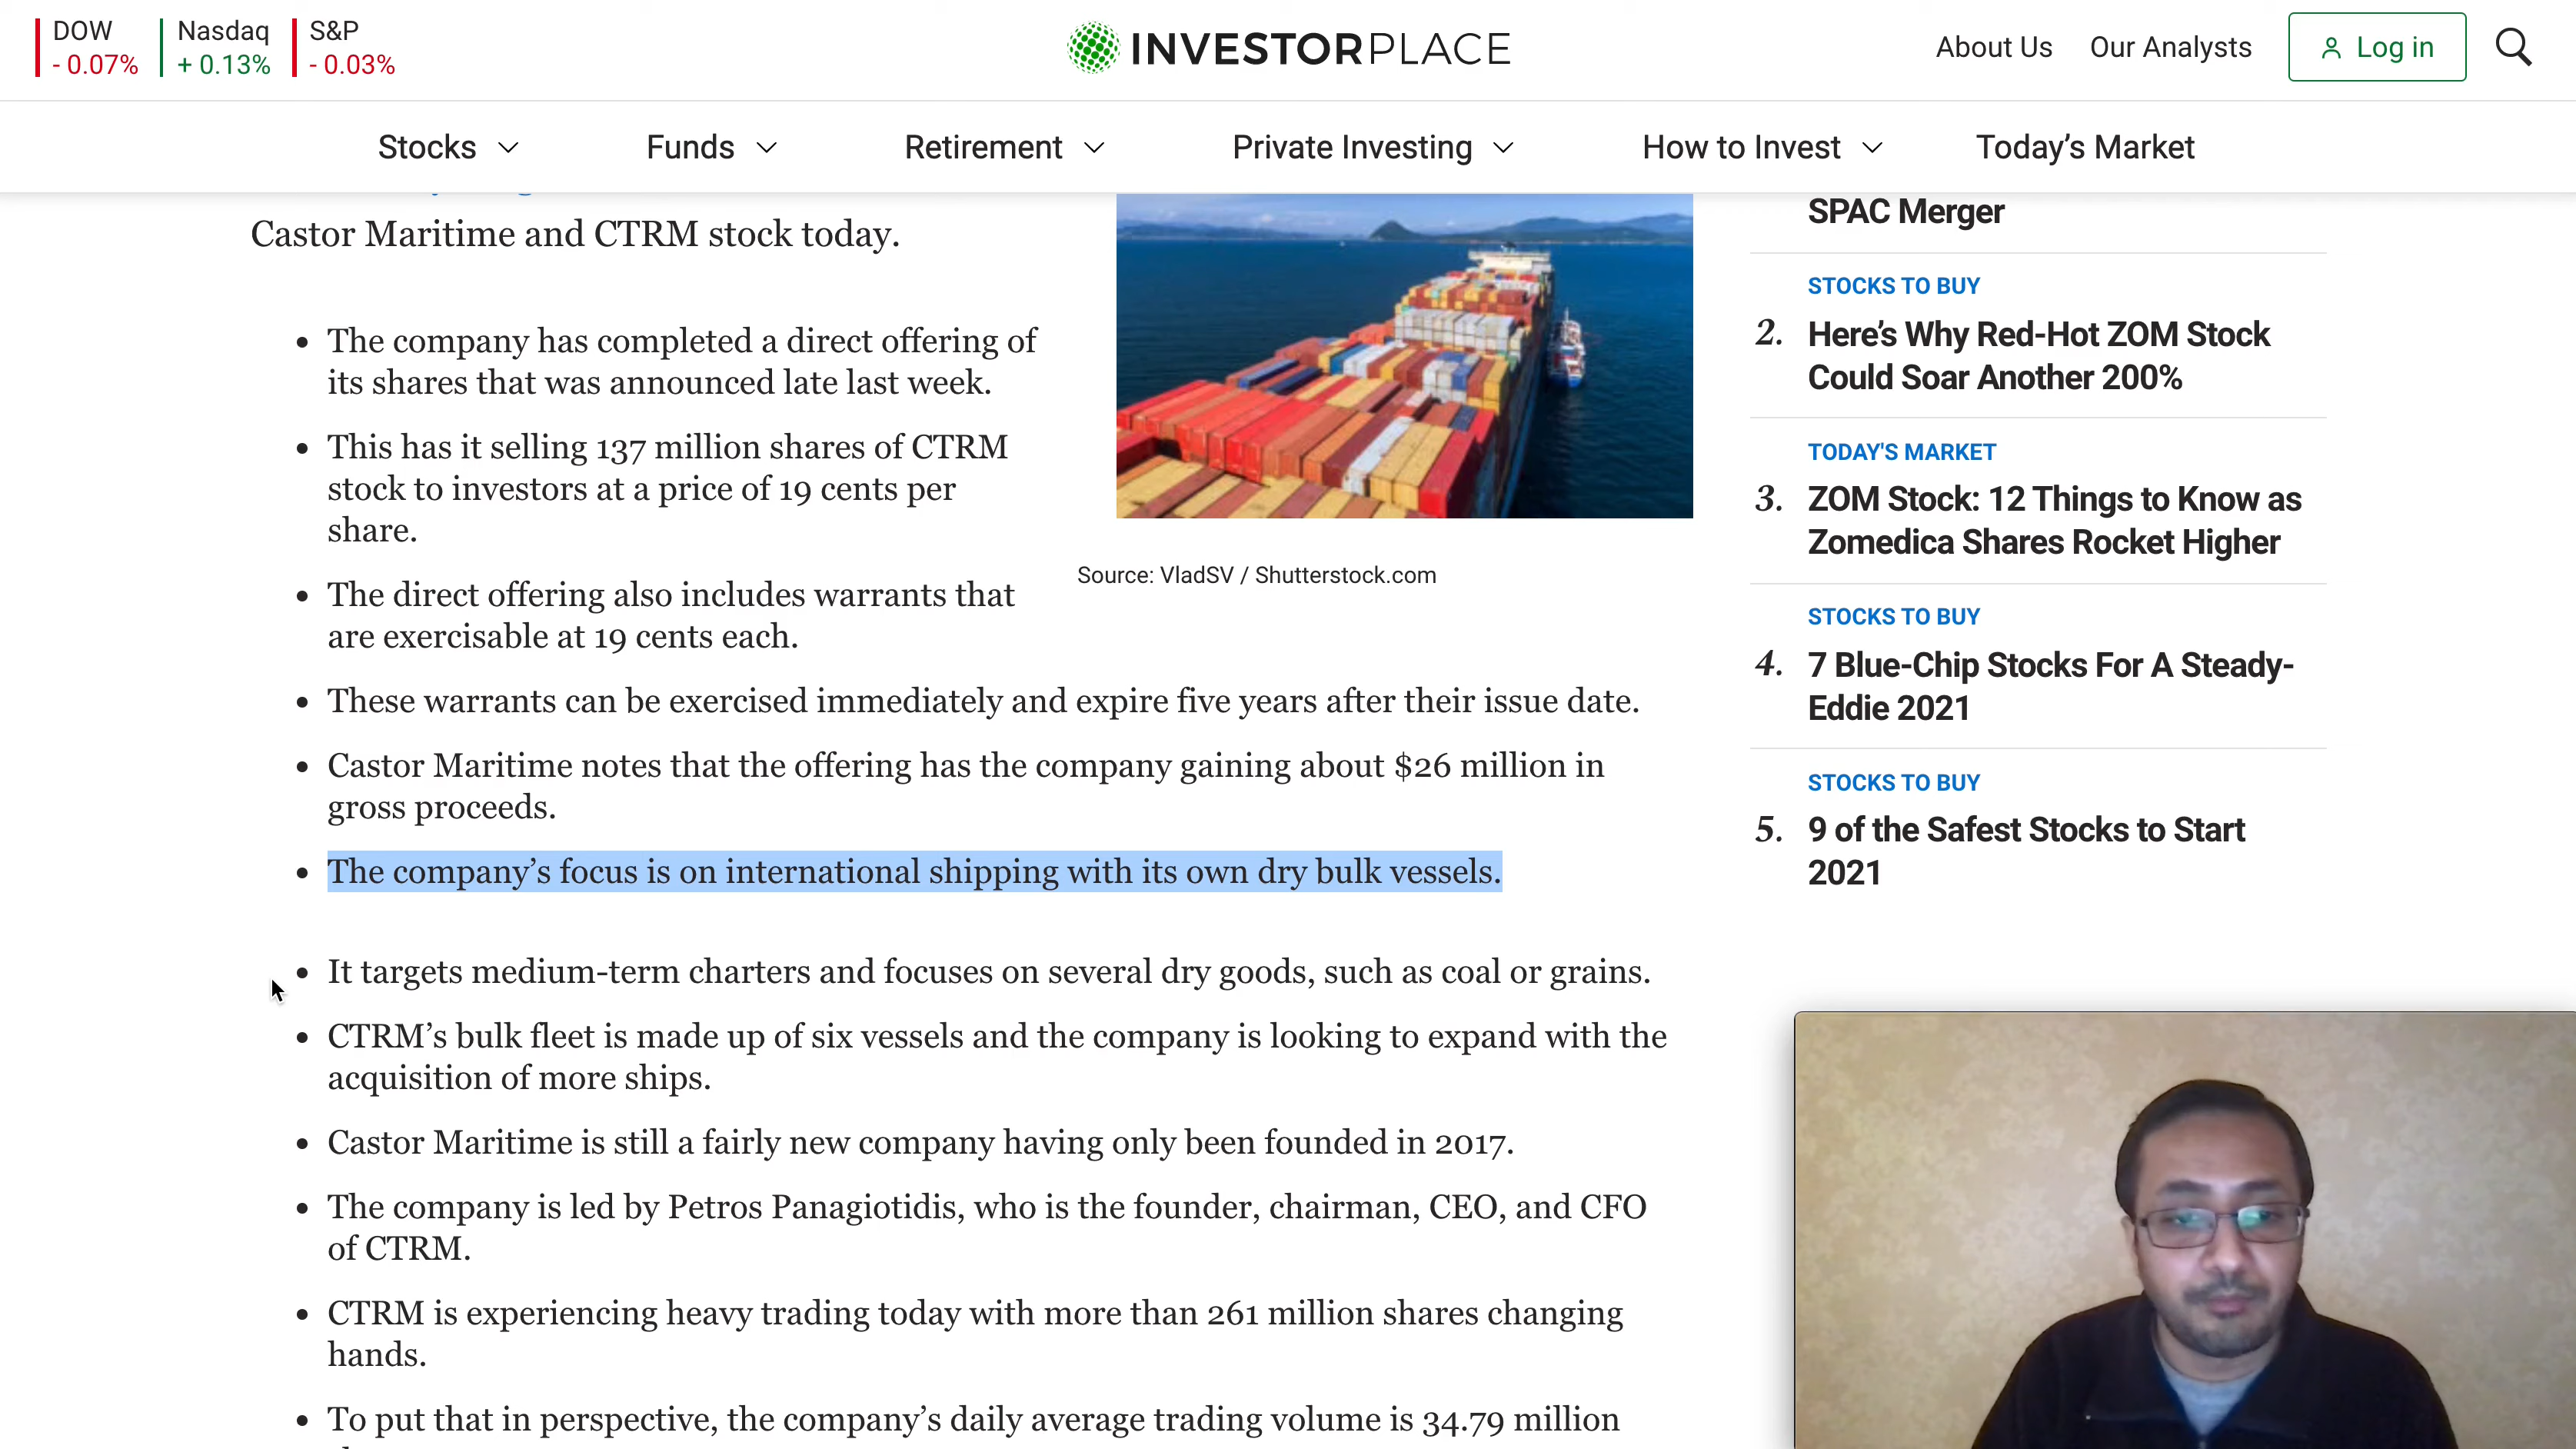 DOW
- 0.07%
Nasdaq
+ 0.13%
S&P
- 0.03%
INVESTORPLACE
About Us
Our Analysts
Log in
Stocks
Funds
Retirement
Private Investing
How to Invest
Today’s Market
Castor Maritime and CTRM stock today.
• The company has completed a direct offering of
its shares that was announced late last week.
• This has it selling 137 million shares of CTRM
stock to investors at a price of 19 cents per
share.
• The direct offering also includes warrants that
are exercisable at 19 cents each.
Source: VladSV / Shutterstock.com
• These warrants can be exercised immediately and expire five years after their issue date.
• Castor Maritime notes that the offering has the company gaining about $26 million in
gross proceeds.
• The company’s focus is on international shipping with its own dry bulk vessels.
• It targets medium-term charters and focuses on several dry goods, such as coal or grains.
• CTRM’s bulk fleet is made up of six vessels and the company is looking to expand with the
acquisition of more ships.
• Castor Maritime is still a fairly new company having only been founded in 2017.
• The company is led by Petros Panagiotidis, who is the founder, chairman, CEO, and CFO
of CTRM.
• CTRM is experiencing heavy trading today with more than 261 million shares changing
hands.
• To put that in perspective, the company’s daily average trading volume is 34.79 million
SPAC Merger
STOCKS TO BUY
2. Here’s Why Red-Hot ZOM Stock
Could Soar Another 200%
TODAY'S MARKET
3. ZOM Stock: 12 Things to Know as
Zomedica Shares Rocket Higher
STOCKS TO BUY
4. 7 Blue-Chip Stocks For A Steady-
Eddie 2021
STOCKS TO BUY
5. 9 of the Safest Stocks to Start
2021